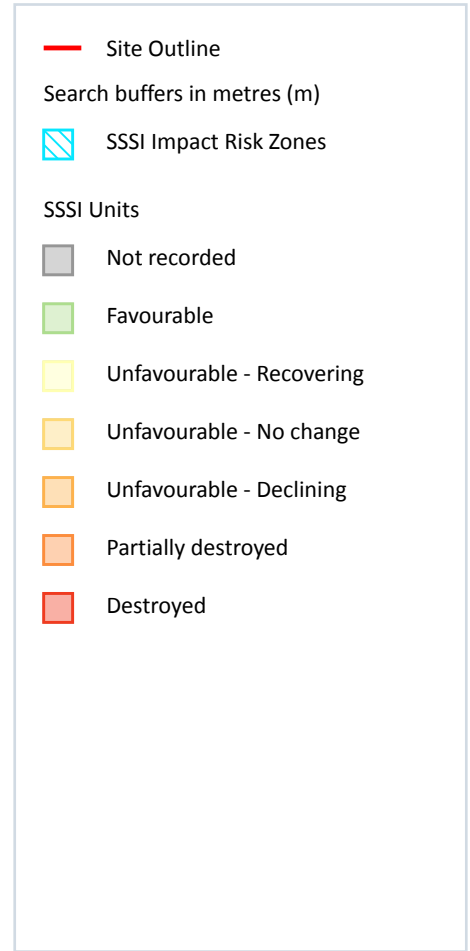 Site Outline
Search buffers in metres (m)
SSSI Impact Risk Zones
SSSI Units
Not recorded
Favourable
Unfavourable - Recovering
Unfavourable - No change
Unfavourable - Declining
Partially destroyed
Destroyed